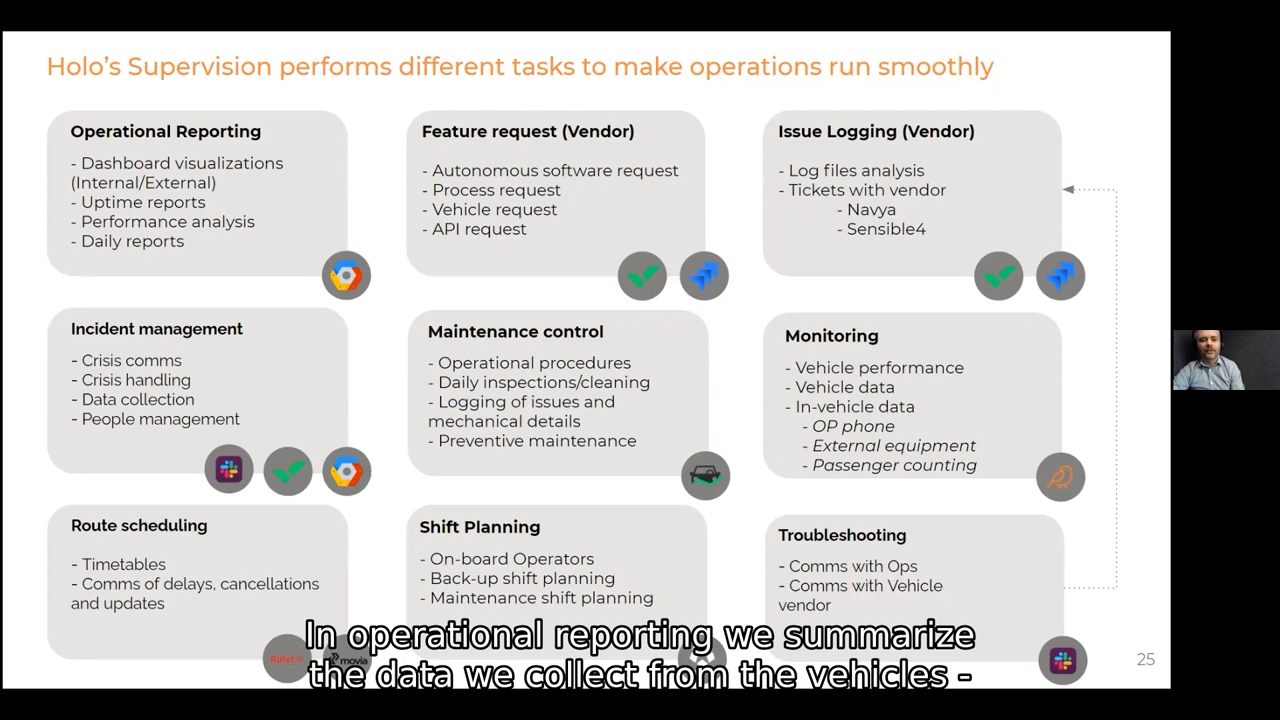 Holo's Supervision performs different tasks to make operations run smoothly
Operational Reporting
- Dashboard visualizations
(Internal/External)
- Uptime reports
- Performance analysis
- Daily reports
Feature request (Vendor)
- Autonomous software request
- Process request
- Vehicle request
- API request
Issue Logging (Vendor)
- Log files analysis
- Tickets with vendor
- Navya
- Sensible4
Incident management
- Crisis comms
- Crisis handling
- Data collection
- People management
Maintenance control
- Operational procedures
- Daily inspections/cleaning
- Logging of issues and
mechanical details
- Preventive maintenance
Monitoring
- Vehicle performance
- Vehicle data
- In-vehicle data
- OP phone
- External equipment
- Passenger counting
Route scheduling
- Timetables
- Comms of delays, cancellations
and updates
Shift Planning
- On-board Operators
- Back-up shift planning
- Maintenance shift planning
Troubleshooting
- Comms with Ops
- Comms with Vehicle
vendor
Ruter
movia
25
In operational reporting we summarize
the data we collect from the vehicles -